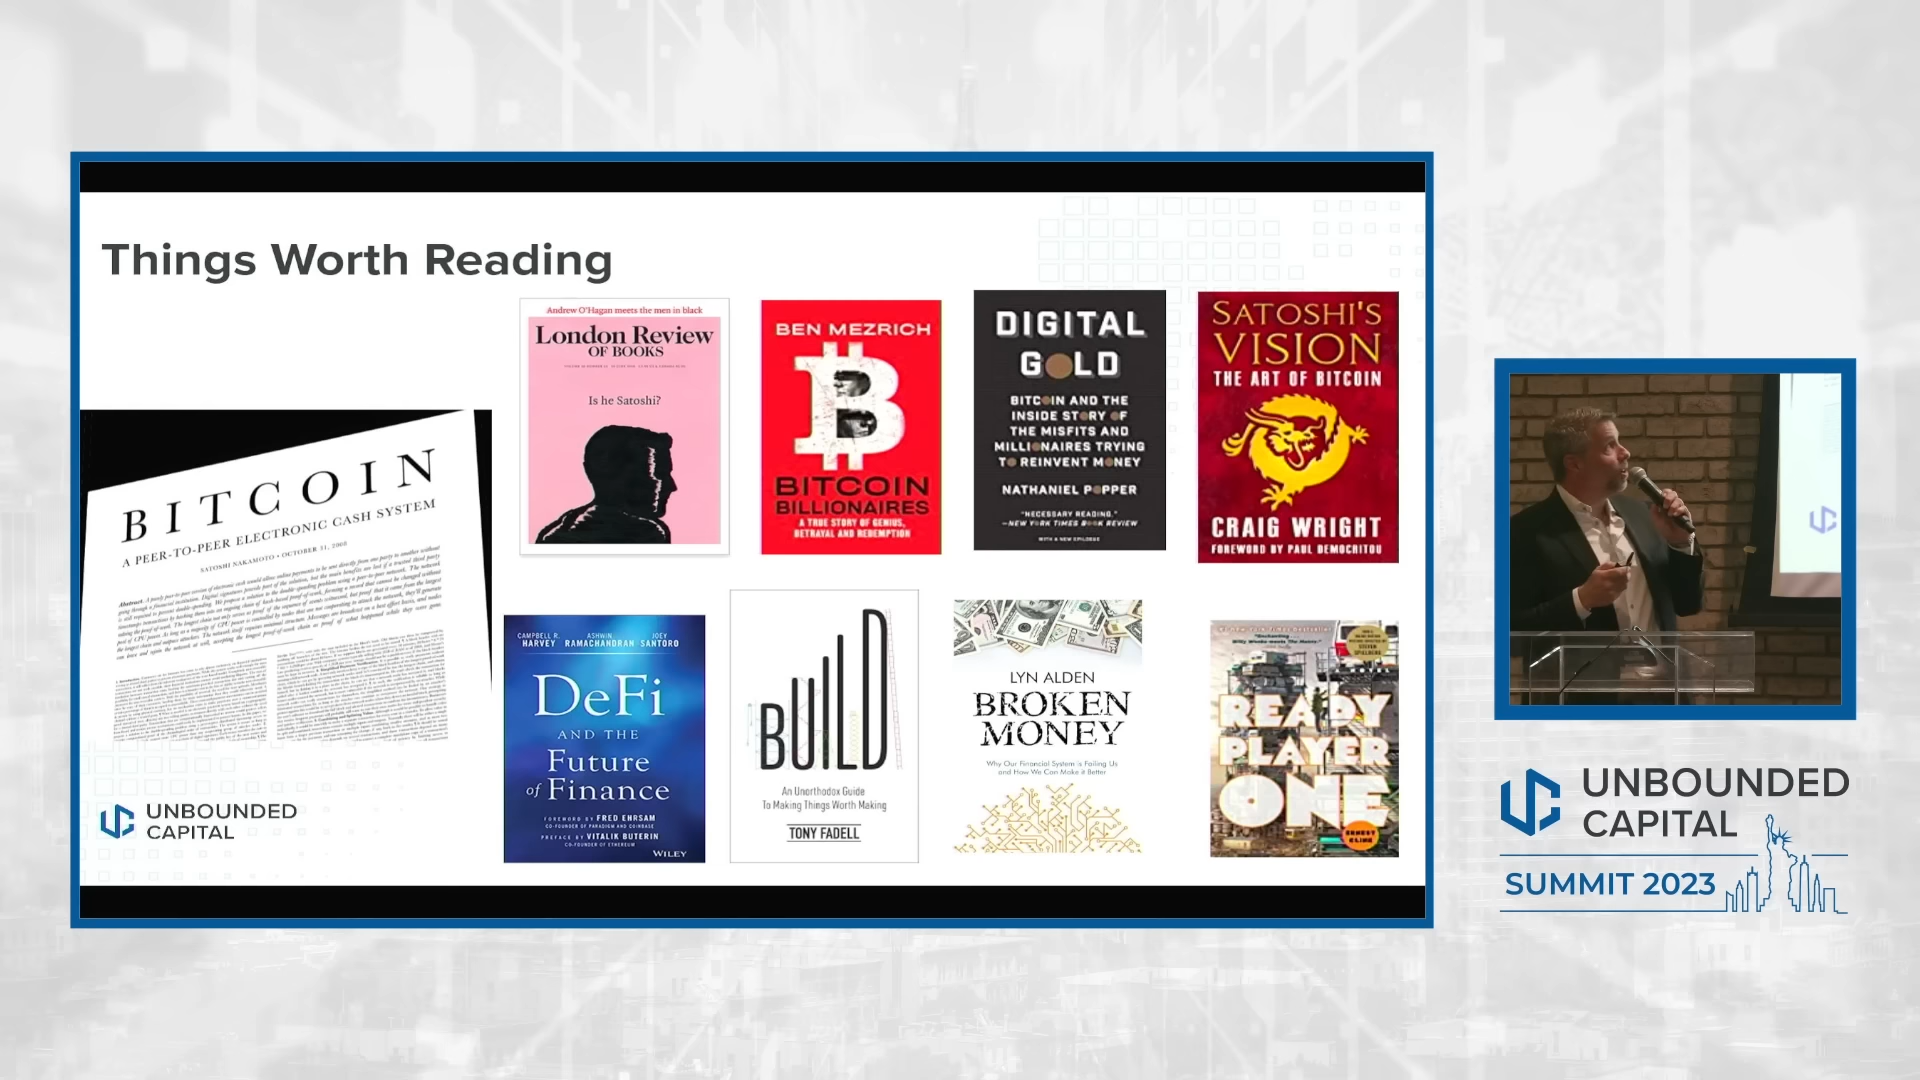 Things Worth Reading
BITCOIN
A PEER-TO-PEER ELECTRONIC CASH SYSTEM
SATOSHI NAKAMOTO • OCTOBER 31, 2008
Andrew O'Hagan meets the men in black
London Review
OF BOOKS
Is he Satoshi?
BEN MEZRICH
BITCOIN
BILLIONAIRES
A TRUE STORY OF GENIUS,
BETRAYAL AND REDEMPTION
DIGITAL
GOLD
BITCOIN AND THE
INSIDE STORY OF
THE MISFITS AND
MILLIONAIRES TRYING
TO REINVENT MONEY
NATHANIEL POPPER
"NECESSARY READING."
—NEW YORK TIMES BOOK REVIEW
WITH A NEW EPILOGUE
SATOSHI'S
VISION
THE ART OF BITCOIN
CRAIG WRIGHT
FOREWORD BY PAUL DEMOCRITOU
CAMPBELL R. HARVEY
ASHWIN RAMACHANDRAN
JOEY SANTORO
DeFi
AND THE
Future
of Finance
FOREWORD BY FRED EHRSAM
CO-FOUNDER OF PARADIGM AND COINBASE
PREFACE BY VITALIK BUTERIN
CO-FOUNDER OF ETHEREUM
WILEY
BUILD
An Unorthodox Guide
To Making Things Worth Making
TONY FADELL
LYN ALDEN
BROKEN
MONEY
Why Our Financial System is Failing Us
and How We Can Make it Better
READY
PLAYER
ONE
ERNEST
CLINE
UNBOUNDED
CAPITAL
UNBOUNDED
CAPITAL
SUMMIT 2023